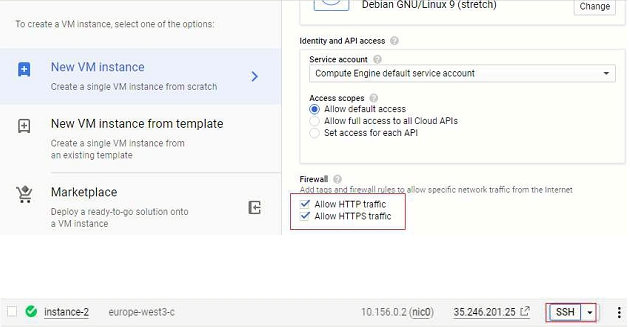 To create a VM instance, select one of the options:
New VM instance
Create a single VM instance from scratch
New VM instance from template
Create a single VM instance from
an existing template
Marketplace
Deploy a ready-to-go solution onto
a VM instance
Debian GNU/Linux 9 (stretch)
Change
Identity and API access
Service account
Compute Engine default service account
Access scopes
Allow default access
Allow full access to all Cloud APIs
Set access for each API
Firewall
Add tags and firewall rules to allow specific network traffic from the Internet
Allow HTTP traffic
Allow HTTPS traffic
instance-2 europe-west3-c 10.156.0.2 (nic0) 35.246.201.25 SSH